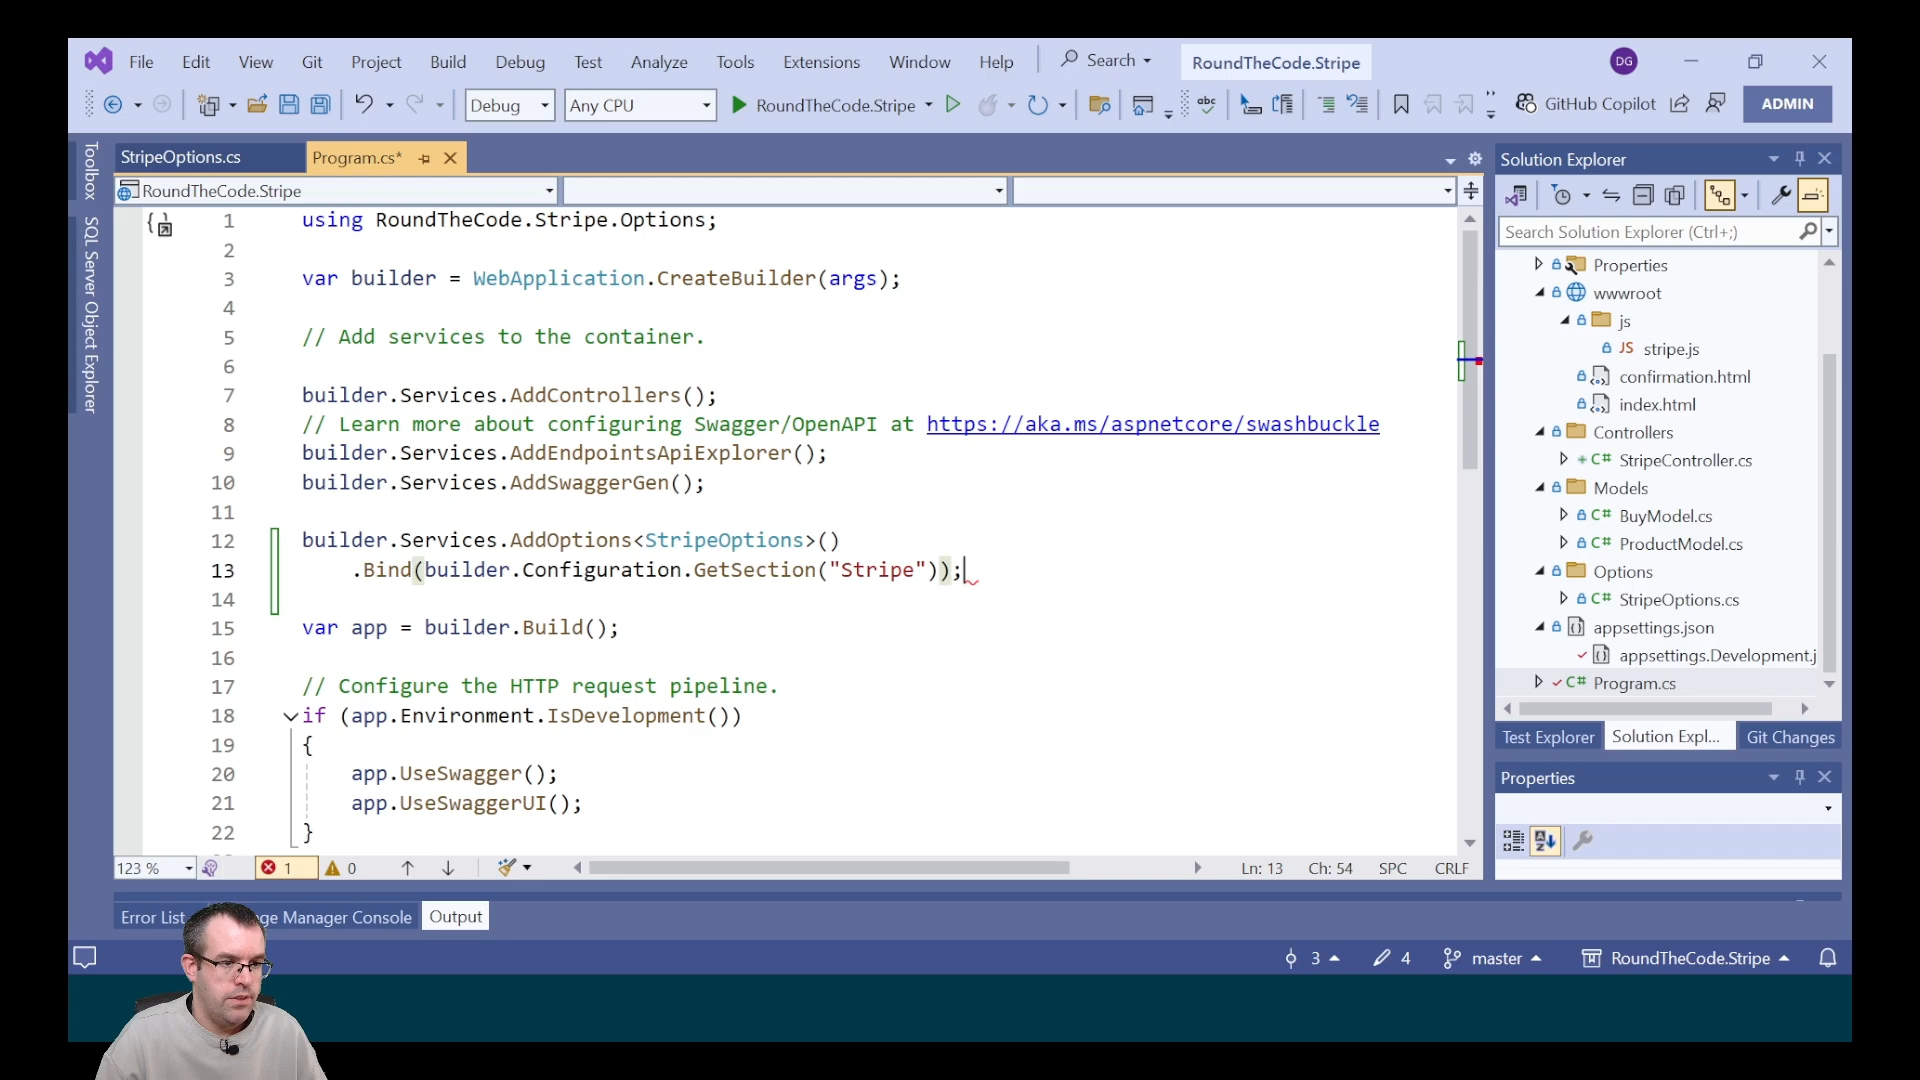 File Edit View Git Project Build Debug Test Analyze Tools Extensions Window Help Search RoundTheCode.Stripe DG
Debug Any CPU RoundTheCode.Stripe abc GitHub Copilot ADMIN
Toolbox
SQL Server Object Explorer
StripeOptions.cs Program.cs*
RoundTheCode.Stripe
1 using RoundTheCode.Stripe.Options;
2
3 var builder = WebApplication.CreateBuilder(args);
4
5 // Add services to the container.
6
7 builder.Services.AddControllers();
8 // Learn more about configuring Swagger/OpenAPI at https://aka.ms/aspnetcore/swashbuckle
9 builder.Services.AddEndpointsApiExplorer();
10 builder.Services.AddSwaggerGen();
11
12 builder.Services.AddOptions<StripeOptions>()
13 .Bind(builder.Configuration.GetSection("Stripe"));
14
15 var app = builder.Build();
16
17 // Configure the HTTP request pipeline.
18 if (app.Environment.IsDevelopment())
19 {
20 app.UseSwagger();
21 app.UseSwaggerUI();
22 }
123 % 1 0 Ln: 13 Ch: 54 SPC CRLF
Solution Explorer
Search Solution Explorer (Ctrl+;)
Properties
wwwroot
js
JS stripe.js
confirmation.html
index.html
Controllers
C# StripeController.cs
Models
C# BuyModel.cs
C# ProductModel.cs
Options
C# StripeOptions.cs
appsettings.json
appsettings.Development.j
C# Program.cs
Test Explorer Solution Expl... Git Changes
Properties
Error List ge Manager Console Output
3 4 master RoundTheCode.Stripe